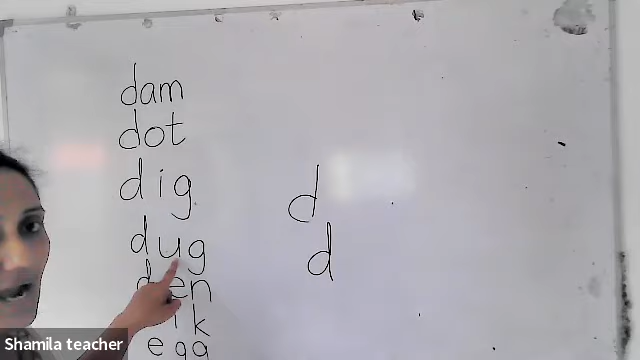 dam
dot
dig
d
dug
d
den
k
egg
Shamila teacher